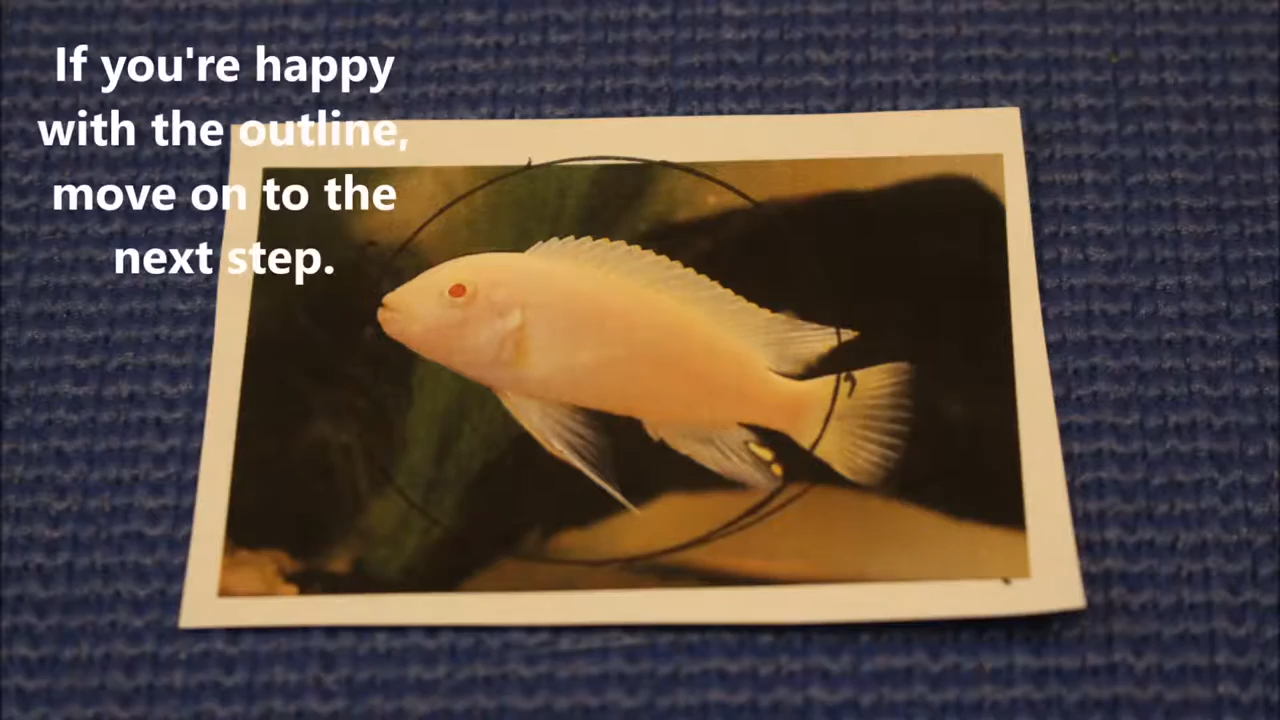 If you're happy
with the outline,
move on to the
next step.